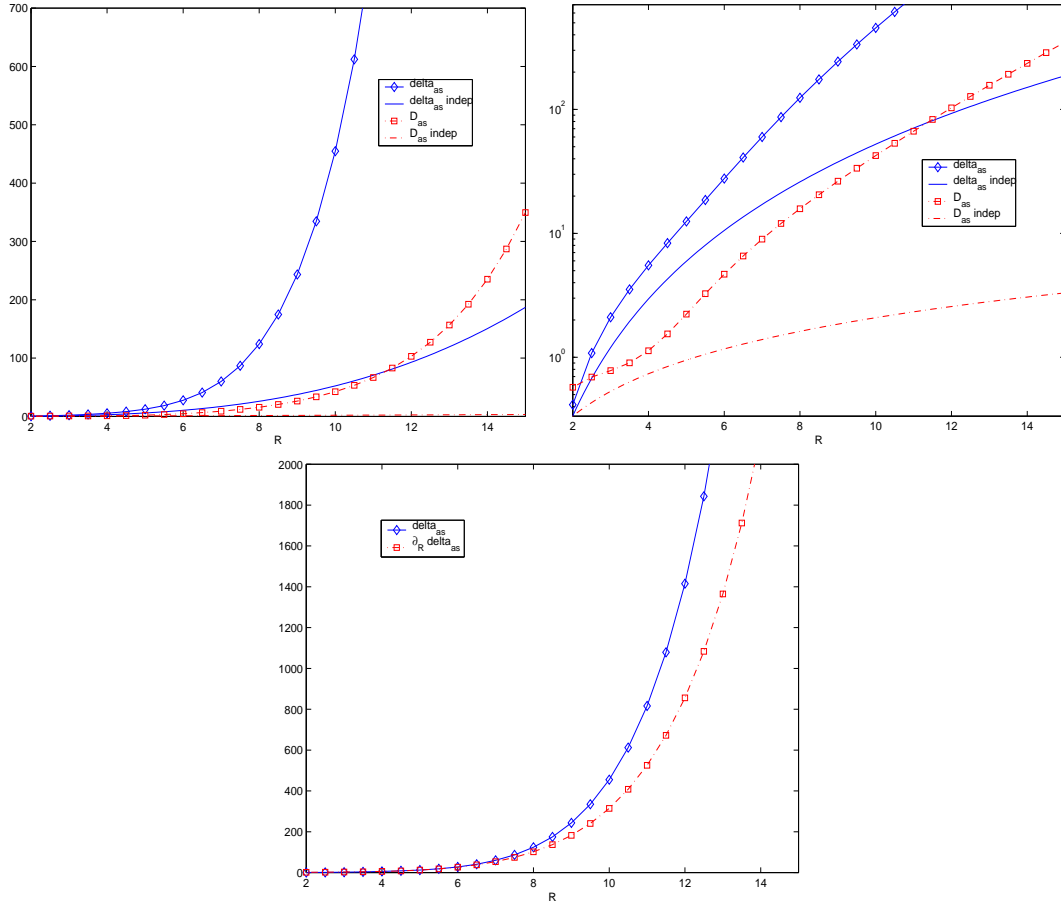 700
600
500
400
300
200
100
0
2 4 6 8 10 12 14
R
delta_as
delta_as indep
D_as
D_as indep
10^2
10^1
10^0
2 4 6 8 10 12 14
R
delta_as
delta_as indep
D_as
D_as indep
2000
1800
1600
1400
1200
1000
800
600
400
200
0
2 4 6 8 10 12 14
R
delta_as
∂_R delta_as